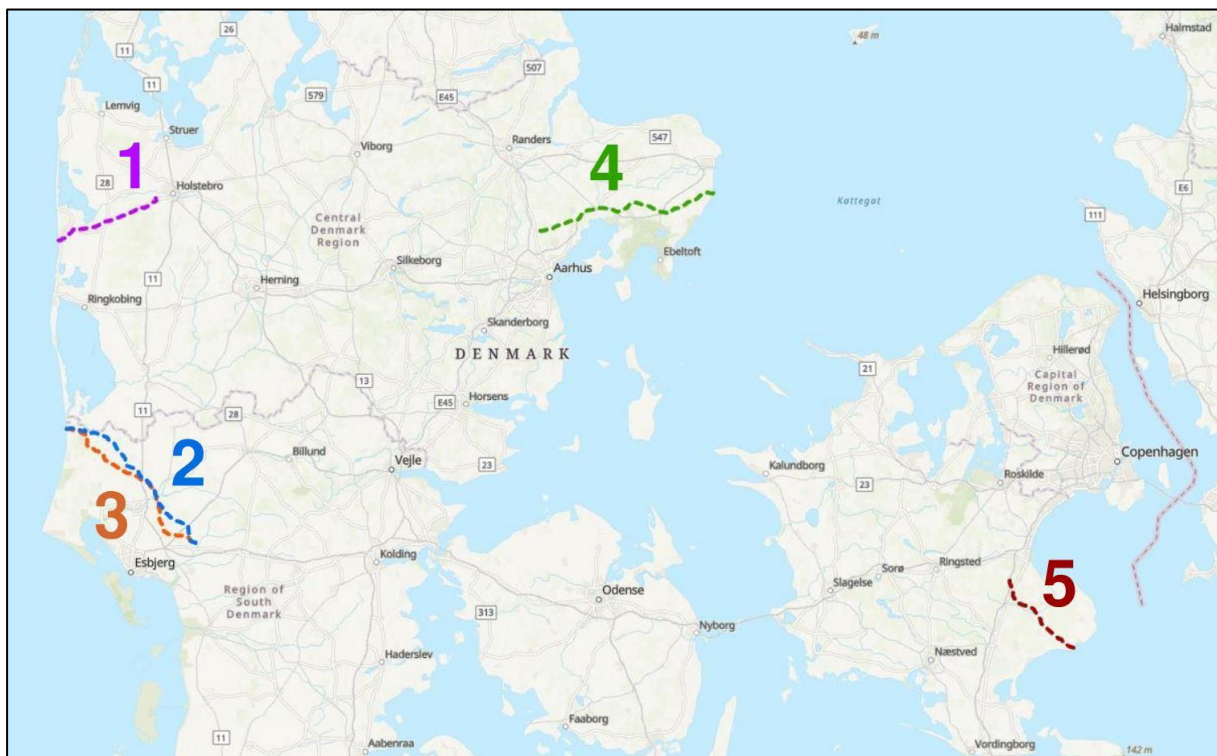 26
Halmstad
11
48 m
507
Lemvig
11
579
E45
Struer
547
Randers
1
4
Viborg
28
Holstebro
E6
Central
Denmark
Region
Kattegat
111
Ebeltoft
Silkeborg
Aarhus
11
Herning
Helsingborg
Ringkobing
Skanderborg
DENMARK
Hillerød
21
Capital
Region of
Denmark
13
E45
Horsens
11
28
2
Billund
Vejle
23
Copenhagen
Kalundborg
Roskilde
23
3
Esbjerg
Kolding
Region of
South
Denmark
Odense
Slagelse
Sorø
Ringsted
5
313
Nyborg
Haderslev
Næstved
Faaborg
11
Aabenraa
Vordingborg
142 m